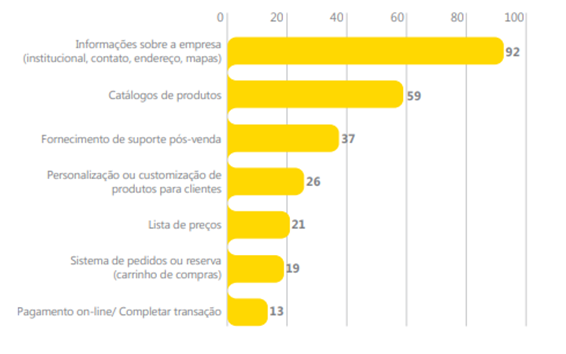 0 20 40 60 80 100
Informações sobre a empresa
(institucional, contato, endereço, mapas)
92
Catálogos de produtos
59
Fornecimento de suporte pós-venda
37
Personalização ou customização de
produtos para clientes
26
Lista de preços
21
Sistema de pedidos ou reserva
(carrinho de compras)
19
Pagamento on-line/ Completar transação
13